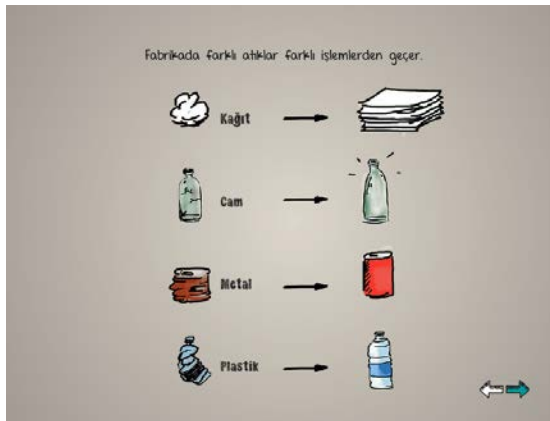 Fabrikada farklı atıklar farklı işlemlerden geçer.
Kağıt
Cam
Metal
Plastik